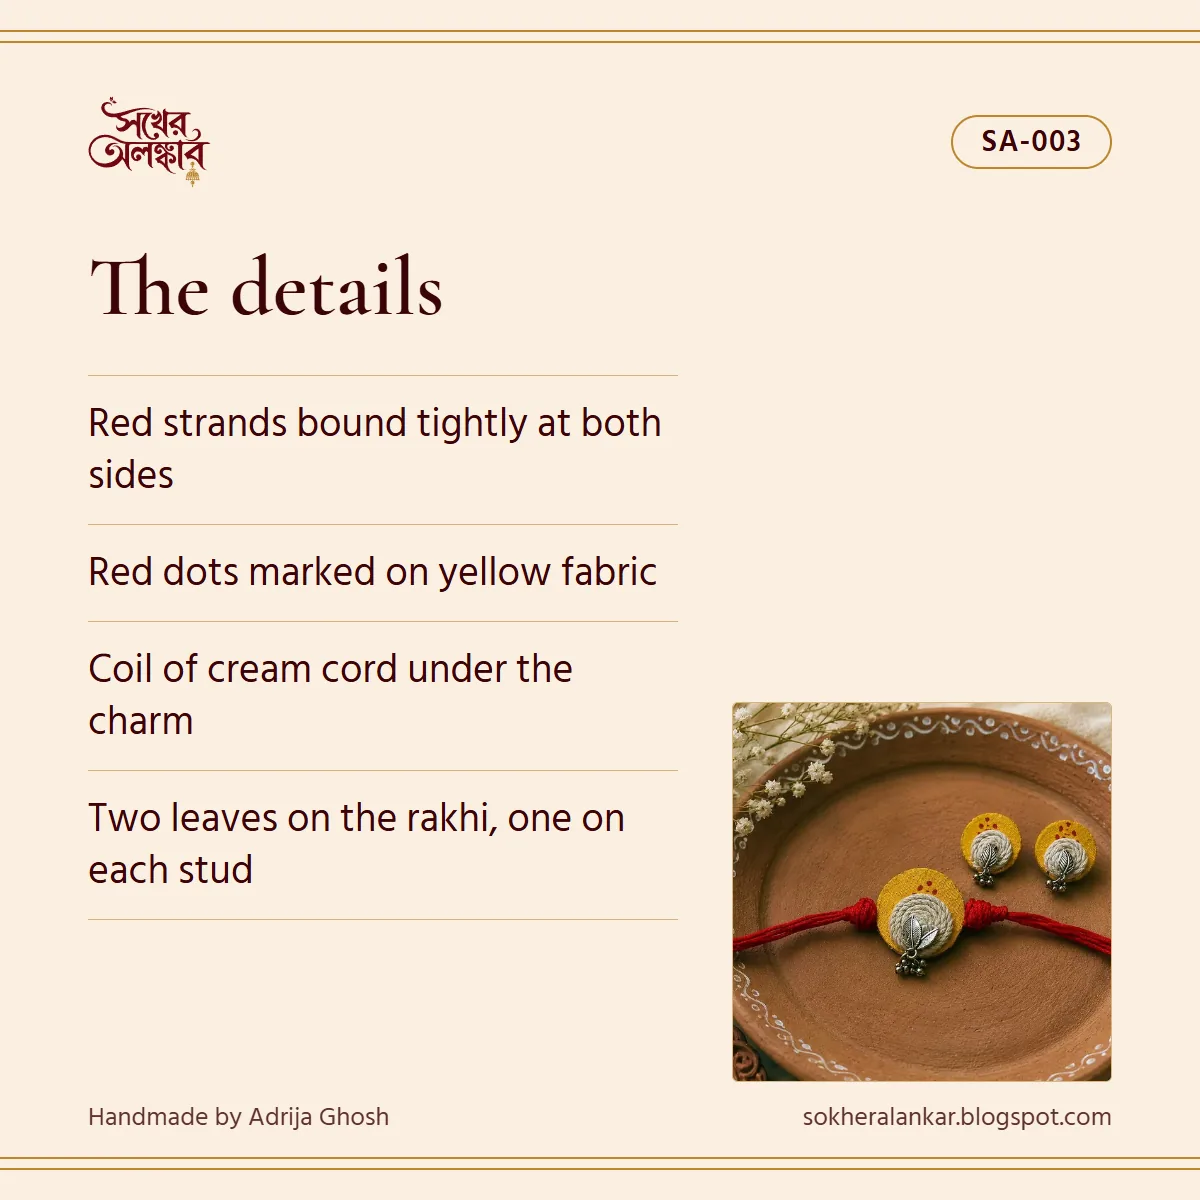 সখের
অলঙ্কার
SA-003
The details
Red strands bound tightly at both
sides
Red dots marked on yellow fabric
Coil of cream cord under the
charm
Two leaves on the rakhi, one on
each stud
Handmade by Adrija Ghosh
sokheralankar.blogspot.com